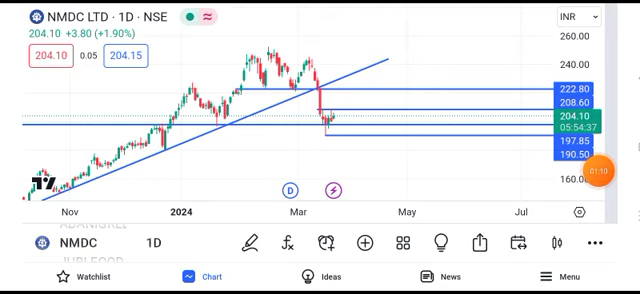 NMDC LTD · 1D · NSE
INR
204.10 +3.80 (+1.90%)
204.10 0.05 204.15
260.00
240.00
222.80
208.60
204.10
05:54:37
197.85
190.50
160.00
01:10
D
Nov 2024 Mar May Jul
NMDC 1D
Watchlist Chart Ideas News Menu